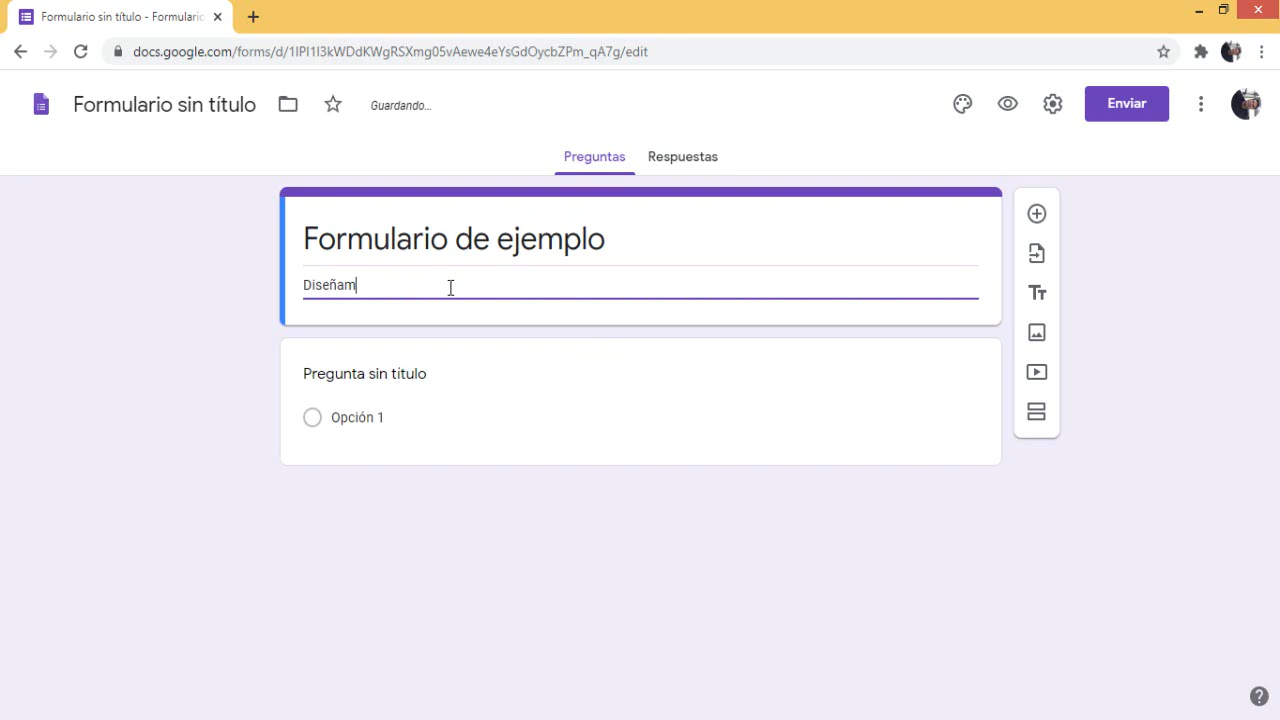 Formulario sin título - Formulario
docs.google.com/forms/d/1IPI1I3kWDdKWgRSXmg05vAewe4eYsGdOycbZPm_qA7g/edit
Formulario sin título
Guardando...
Enviar
Preguntas
Respuestas
Formulario de ejemplo
Diseñam
Tт
Pregunta sin título
Opción 1